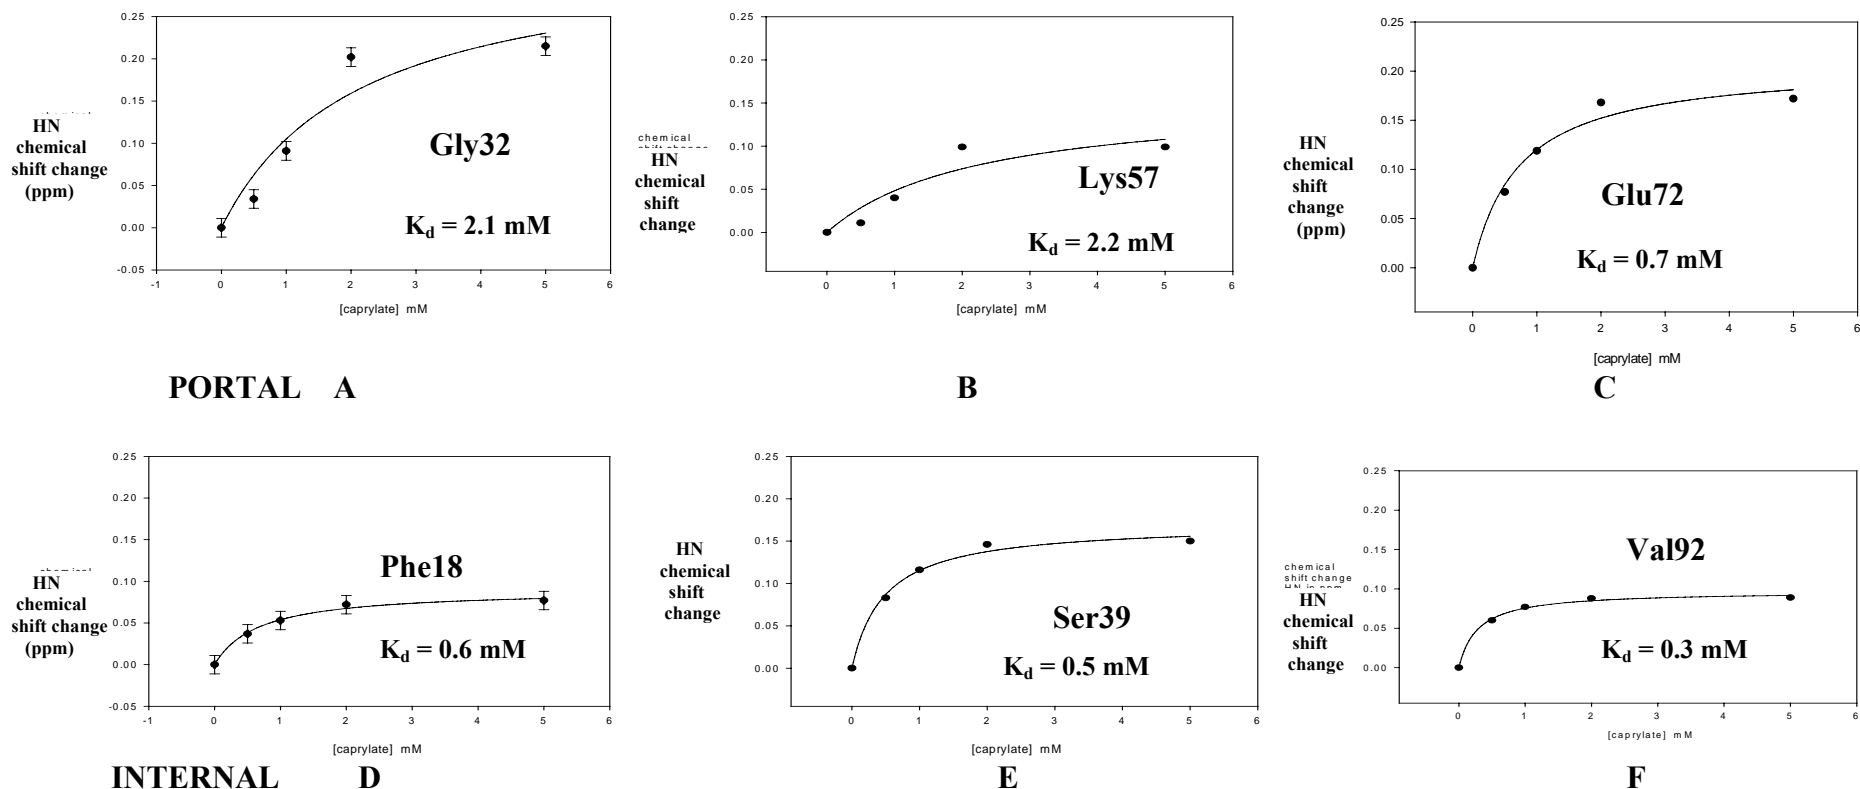 0.25
0.20
0.15
0.10
0.05
0.00
-0.05
-1
0
1
2
3
4
5
6
HN
chemical
shift change
(ppm)
Gly32
Kd = 2.1 mM
[caprylate] mM
PORTAL A
0.25
0.20
0.15
0.10
0.05
0.00
0
1
2
3
4
5
6
chemical
HN
chemical
shift
change
Lys57
Kd = 2.2 mM
[caprylate] mM
B
0.25
0.20
0.15
0.10
0.05
0.00
0
1
2
3
4
5
6
HN
chemical
shift
change
(ppm)
Glu72
Kd = 0.7 mM
[caprylate] mM
C
0.25
0.20
0.15
0.10
0.05
0.00
-0.05
-1
0
1
2
3
4
5
6
HN
chemical
shift change
(ppm)
Phe18
Kd = 0.6 mM
[caprylate] mM
INTERNAL D
0.25
0.20
0.15
0.10
0.05
0.00
0
1
2
3
4
5
6
HN
chemical
shift
change
Ser39
Kd = 0.5 mM
[caprylate] mM
E
0.25
0.20
0.15
0.10
0.05
0.00
0
1
2
3
4
5
6
chemical
shift change
HN
chemical
shift
change
Val92
Kd = 0.3 mM
[caprylate] mM
F